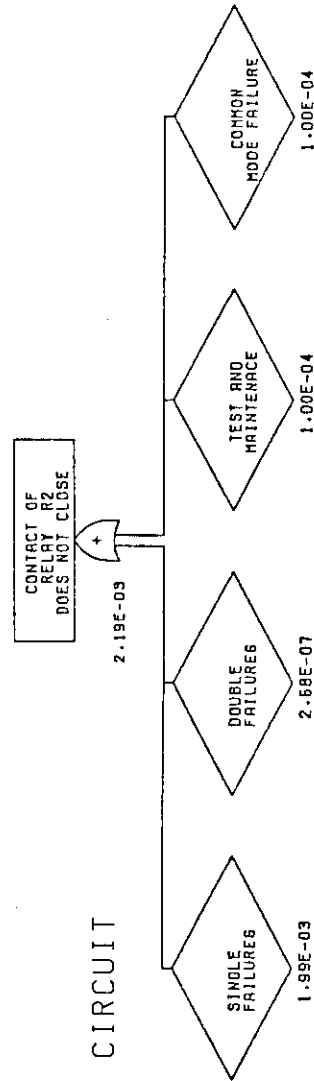 CIRCUIT
CONTACT OF
RELAY R2
DOES NOT CLOSE
+
2.19E-03
SINGLE
FAILURES
1.99E-03
DOUBLE
FAILURES
2.68E-07
TEST AND
MAINTENACE
1.00E-04
COMMON
MODE FAILURE
1.00E-04